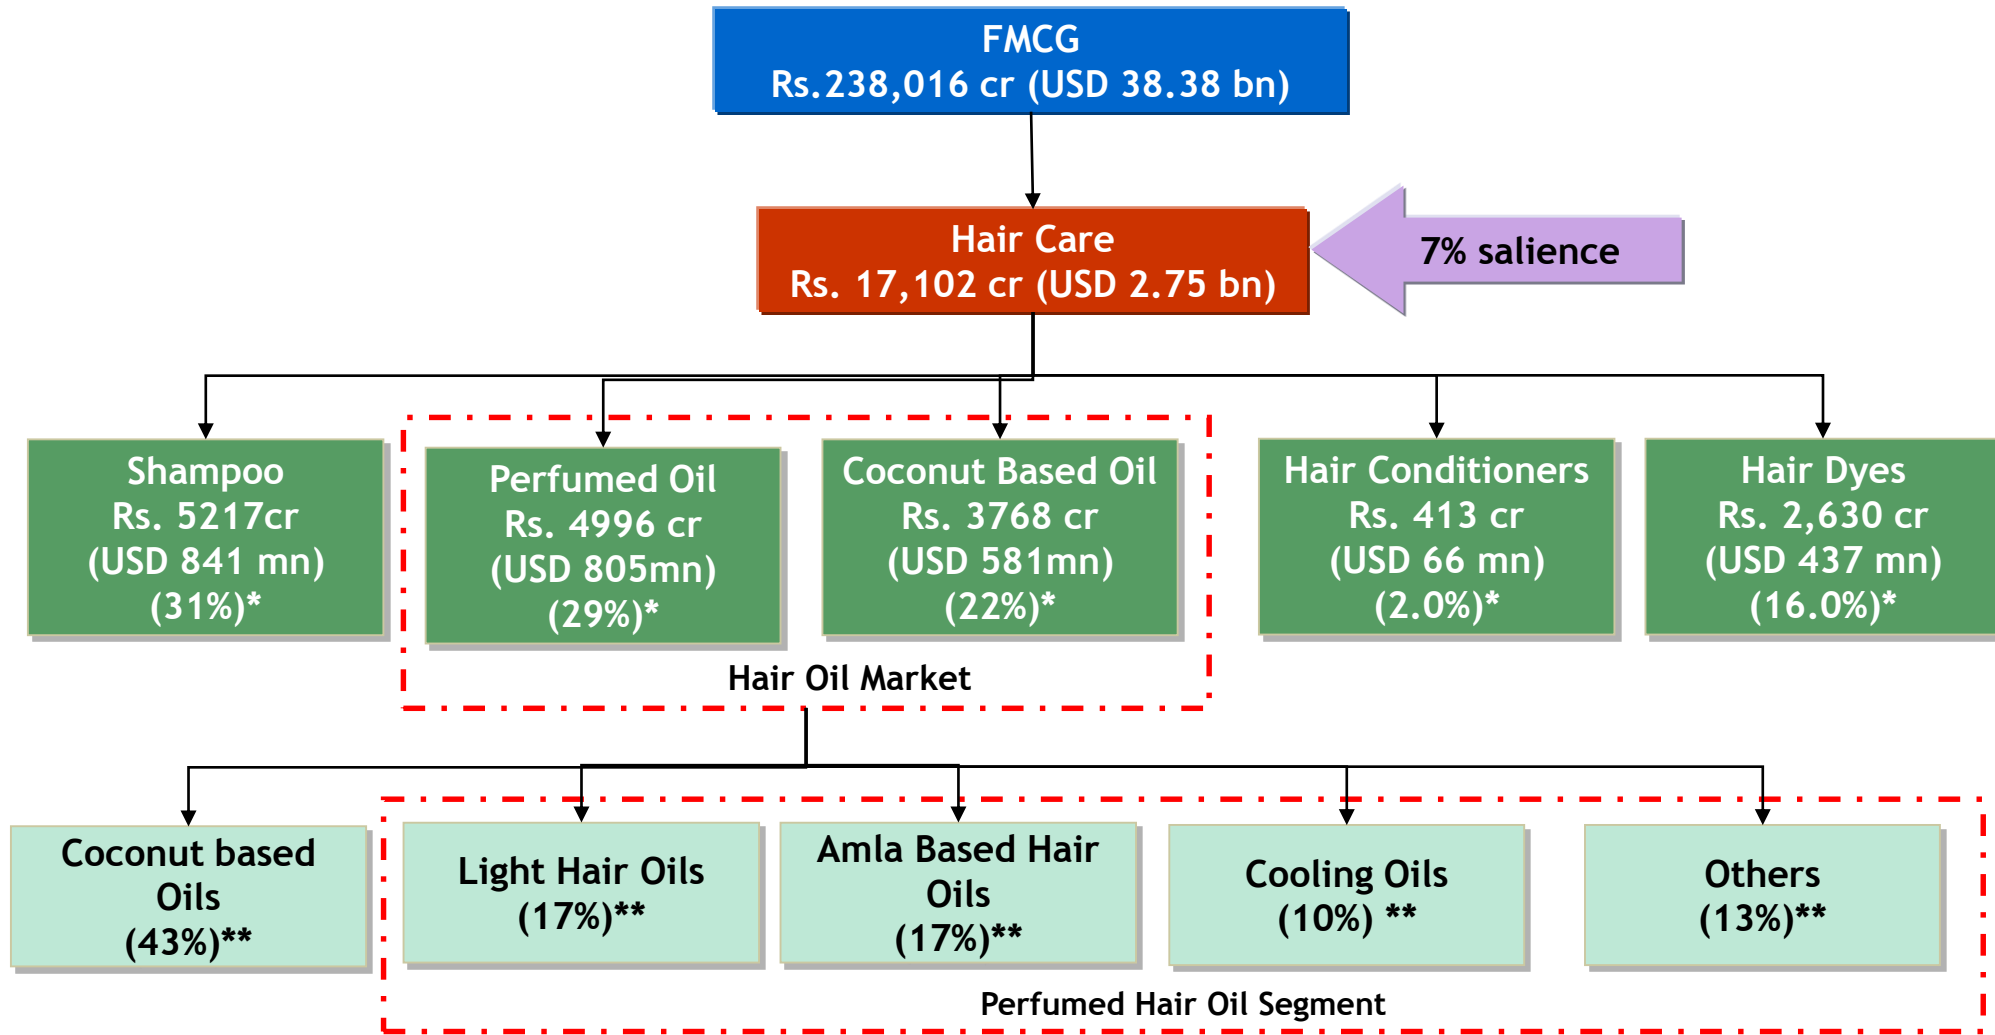 FMCG
Rs.238,016 cr (USD 38.38 bn)
Hair Care
Rs. 17,102 cr (USD 2.75 bn)
7% salience
Shampoo
Rs. 5217cr
(USD 841 mn)
(31%)*
Perfumed Oil
Rs. 4996 cr
(USD 805mn)
(29%)*
Coconut Based Oil
Rs. 3768 cr
(USD 581mn)
(22%)*
Hair Conditioners
Rs. 413 cr
(USD 66 mn)
(2.0%)*
Hair Dyes
Rs. 2,630 cr
(USD 437 mn)
(16.0%)*
Hair Oil Market
Coconut based
Oils
(43%)**
Light Hair Oils
(17%)**
Amla Based Hair
Oils
(17%)**
Cooling Oils
(10%) **
Others
(13%)**
Perfumed Hair Oil Segment